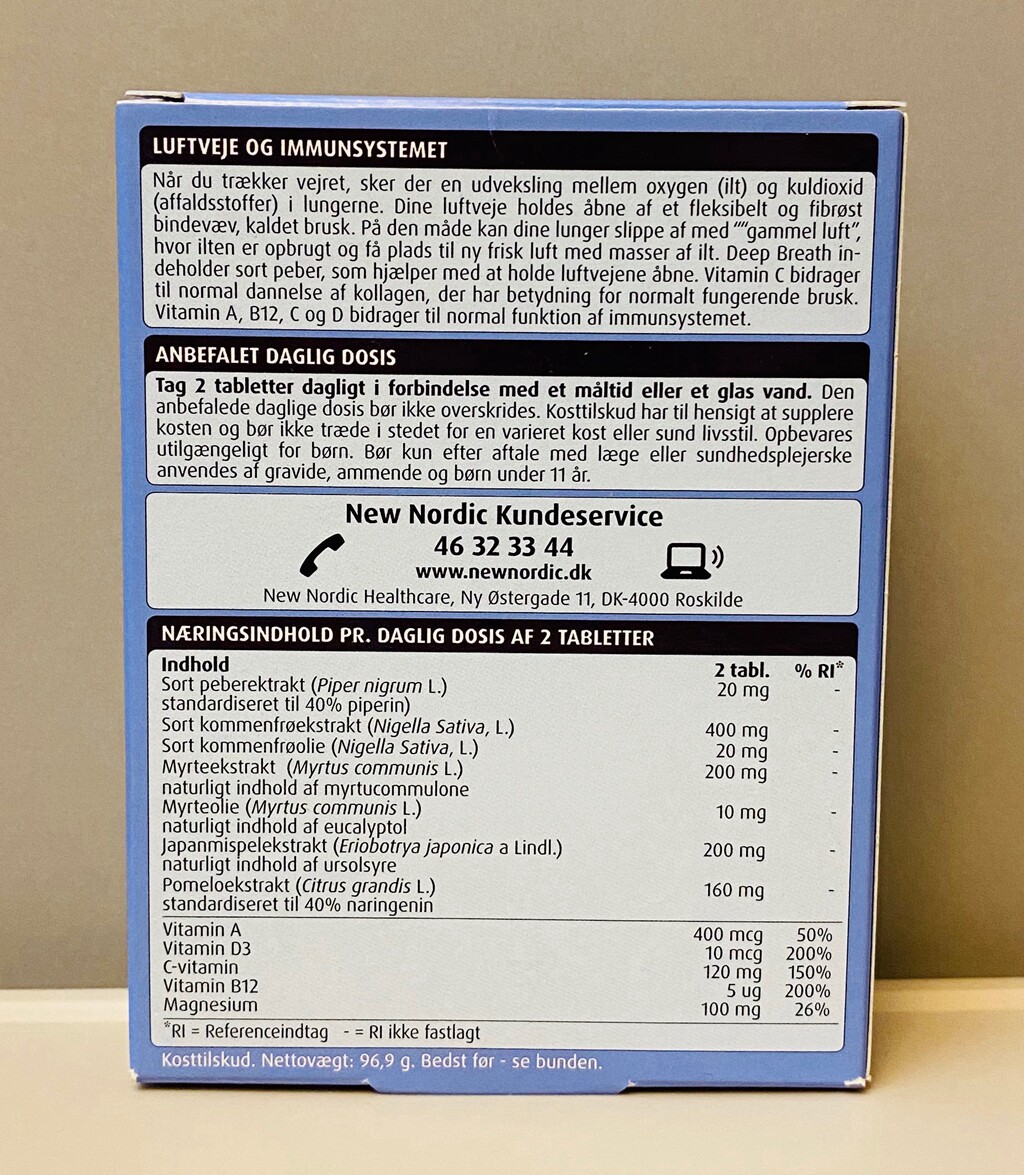 LUFTVEJE OG IMMUNSYSTEMET
Når du trækker vejret, sker der en udveksling mellem oxygen (ilt) og kuldioxid
(affaldsstoffer) i lungerne. Dine luftveje holdes åbne af et fleksibelt og fibrøst
bindevæv, kaldet brusk. På den måde kan dine lunger slippe af med ““gammel luft”,
hvor ilten er opbrugt og få plads til ny frisk luft med masser af ilt. Deep Breath in-
deholder sort peber, som hjælper med at holde luftvejene åbne. Vitamin C bidrager
til normal dannelse af kollagen, der har betydning for normalt fungerende brusk.
Vitamin A, B12, C og D bidrager til normal funktion af immunsystemet.
ANBEFALET DAGLIG DOSIS
Tag 2 tabletter dagligt i forbindelse med et måltid eller et glas vand. Den
anbefalede daglige dosis bør ikke overskrides. Kosttilskud har til hensigt at supplere
kosten og bør ikke træde i stedet for en varieret kost eller sund livsstil. Opbevares
utilgængeligt for børn. Bør kun efter aftale med læge eller sundhedsplejerske
anvendes af gravide, ammende og børn under 11 år.
New Nordic Kundeservice
46 32 33 44
www.newnordic.dk
New Nordic Healthcare, Ny Østergade 11, DK-4000 Roskilde
NÆRINGSINDHOLD PR. DAGLIG DOSIS AF 2 TABLETTER
Indhold 2 tabl. % RI*
Sort peberektrakt (Piper nigrum L.) 20 mg -
standardiseret til 40% piperin)
Sort kommenfrøekstrakt (Nigella Sativa, L.) 400 mg -
Sort kommenfrøolie (Nigella Sativa, L.) 20 mg -
Myrteekstrakt (Myrtus communis L.) 200 mg -
naturligt indhold af myrtucommulone
Myrteolie (Myrtus communis L.) 10 mg -
naturligt indhold af eucalyptol
Japanmispelekstrakt (Eriobotrya japonica a Lindl.) 200 mg -
naturligt indhold af ursolsyre
Pomeloekstrakt (Citrus grandis L.) 160 mg -
standardiseret til 40% naringenin
Vitamin A 400 mcg 50%
Vitamin D3 10 mcg 200%
C-vitamin 120 mg 150%
Vitamin B12 5 ug 200%
Magnesium 100 mg 26%
*RI = Referenceindtag - = RI ikke fastlagt
Kosttilskud. Nettovægt: 96,9 g. Bedst før - se bunden.